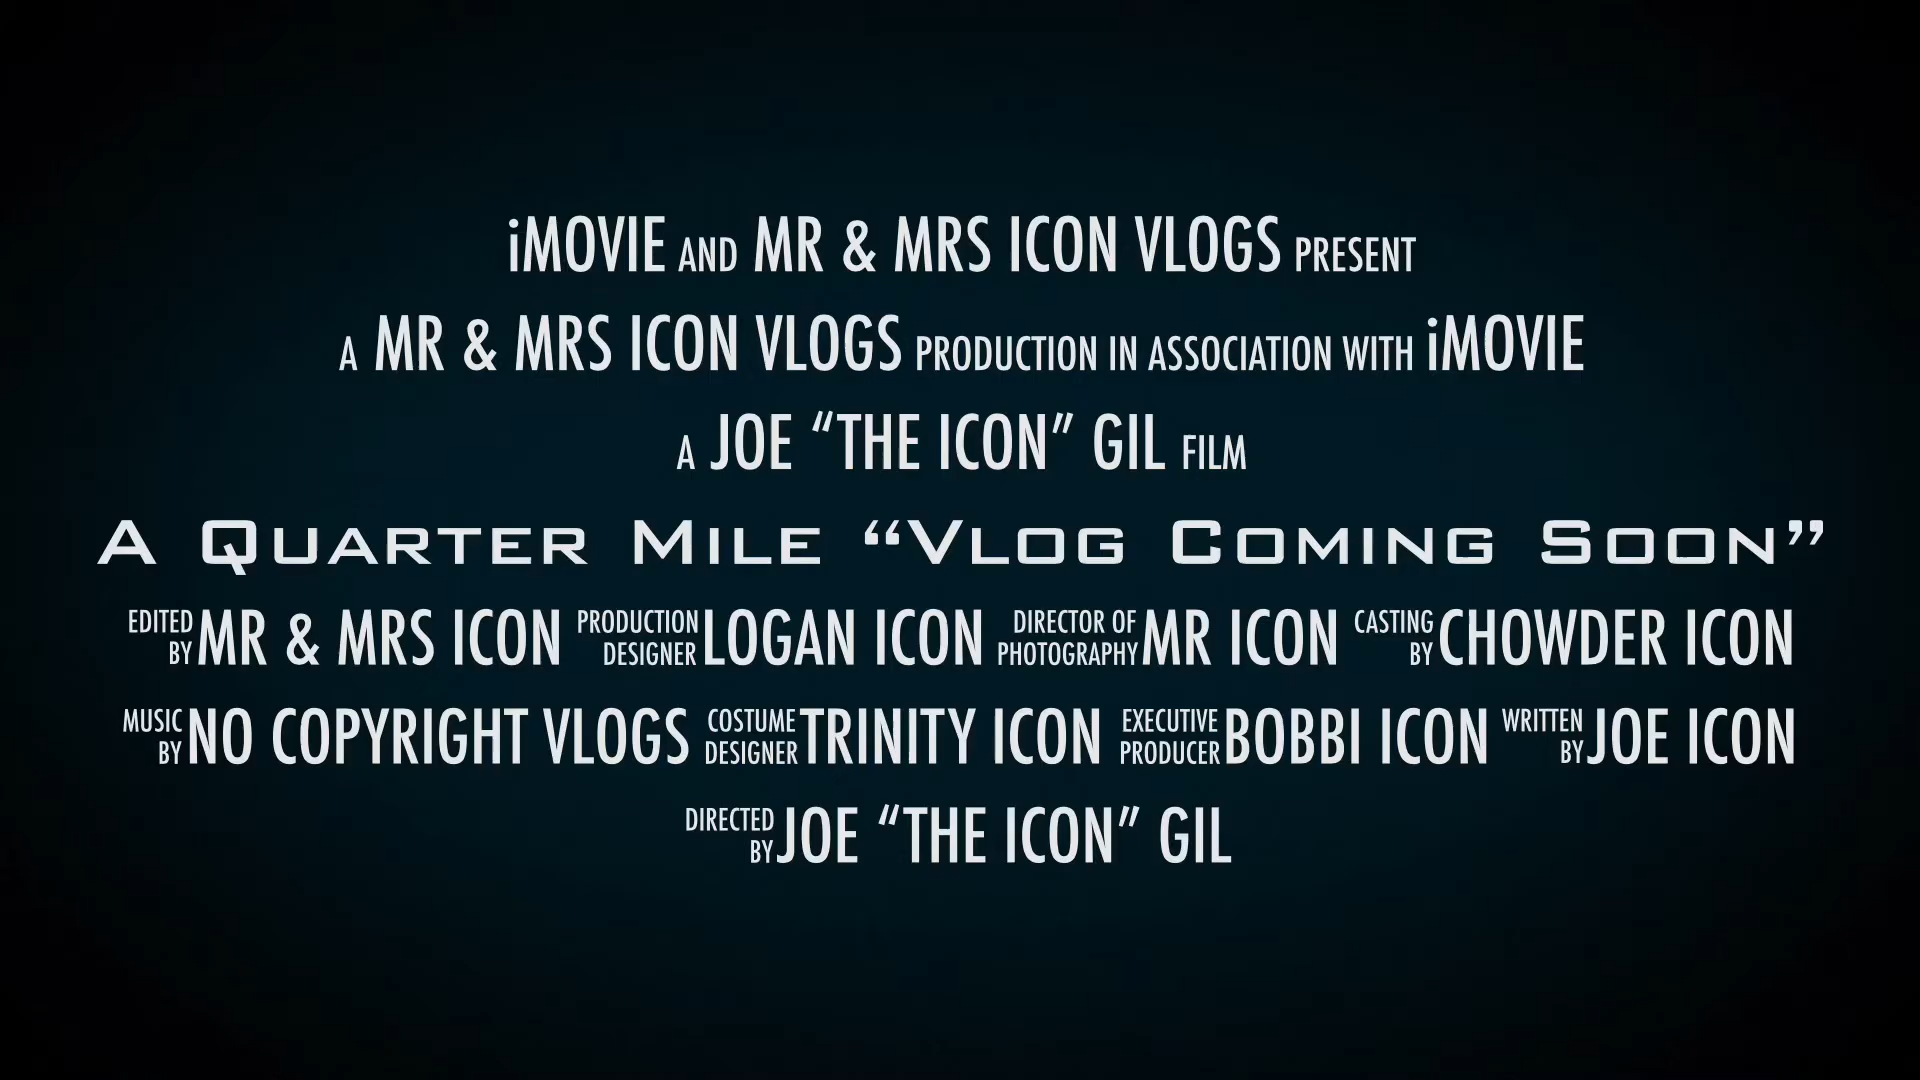 iMOVIE AND MR & MRS ICON VLOGS PRESENT
A MR & MRS ICON VLOGS PRODUCTION IN ASSOCIATION WITH iMOVIE
A JOE “THE ICON” GIL FILM
A QUARTER MILE “VLOG COMING SOON”
EDITED BY MR & MRS ICON PRODUCTION DESIGNER LOGAN ICON DIRECTOR OF PHOTOGRAPHY MR ICON CASTING BY CHOWDER ICON
MUSIC BY NO COPYRIGHT VLOGS COSTUME DESIGNER TRINITY ICON EXECUTIVE PRODUCER BOBBI ICON WRITTEN BY JOE ICON
DIRECTED BY JOE “THE ICON” GIL